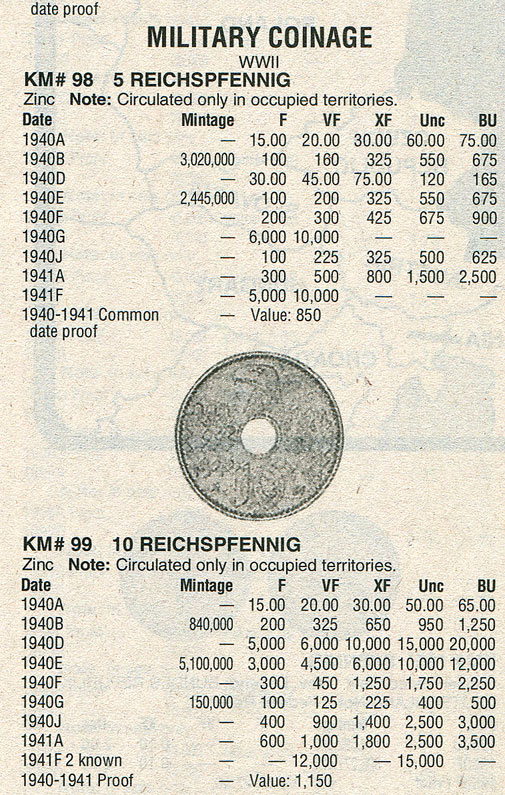 date proof
MILITARY COINAGE
WWII
KM# 98 5 REICHSPFENNIG
Zinc Note: Circulated only in occupied territories.
Date Mintage F VF XF Unc BU
1940A — 15.00 20.00 30.00 60.00 75.00
1940B 3,020,000 100 160 325 550 675
1940D — 30.00 45.00 75.00 120 165
1940E 2,445,000 100 200 325 550 675
1940F — 200 300 425 675 900
1940G — 6,000 10,000 — — —
1940J — 100 225 325 500 625
1941A — 300 500 800 1,500 2,500
1941F — 5,000 10,000 — — —
1940-1941 Common — Value: 850
date proof
10
KM# 99 10 REICHSPFENNIG
Zinc Note: Circulated only in occupied territories.
Date Mintage F VF XF Unc BU
1940A — 15.00 20.00 30.00 50.00 65.00
1940B 840,000 200 325 650 950 1,250
1940D — 5,000 6,000 10,000 15,000 20,000
1940E 5,100,000 3,000 4,500 6,000 10,000 12,000
1940F — 300 450 1,250 1,750 2,250
1940G 150,000 100 125 225 400 500
1940J — 400 900 1,400 2,500 3,000
1941A — 600 1,000 1,800 2,500 3,500
1941F 2 known — — 12,000 — 15,000 —
1940-1941 Proof — Value: 1,150